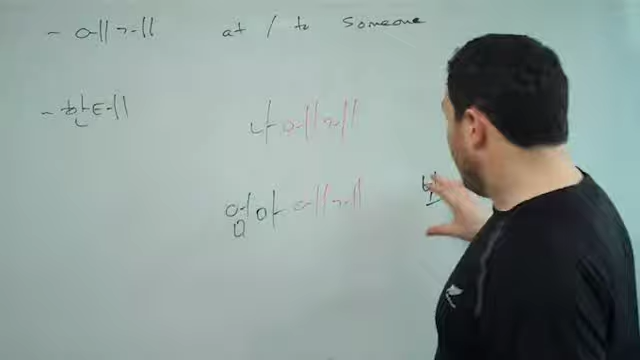 ~ 에게 at / to someone
~ 한테
나에게
엄마에게